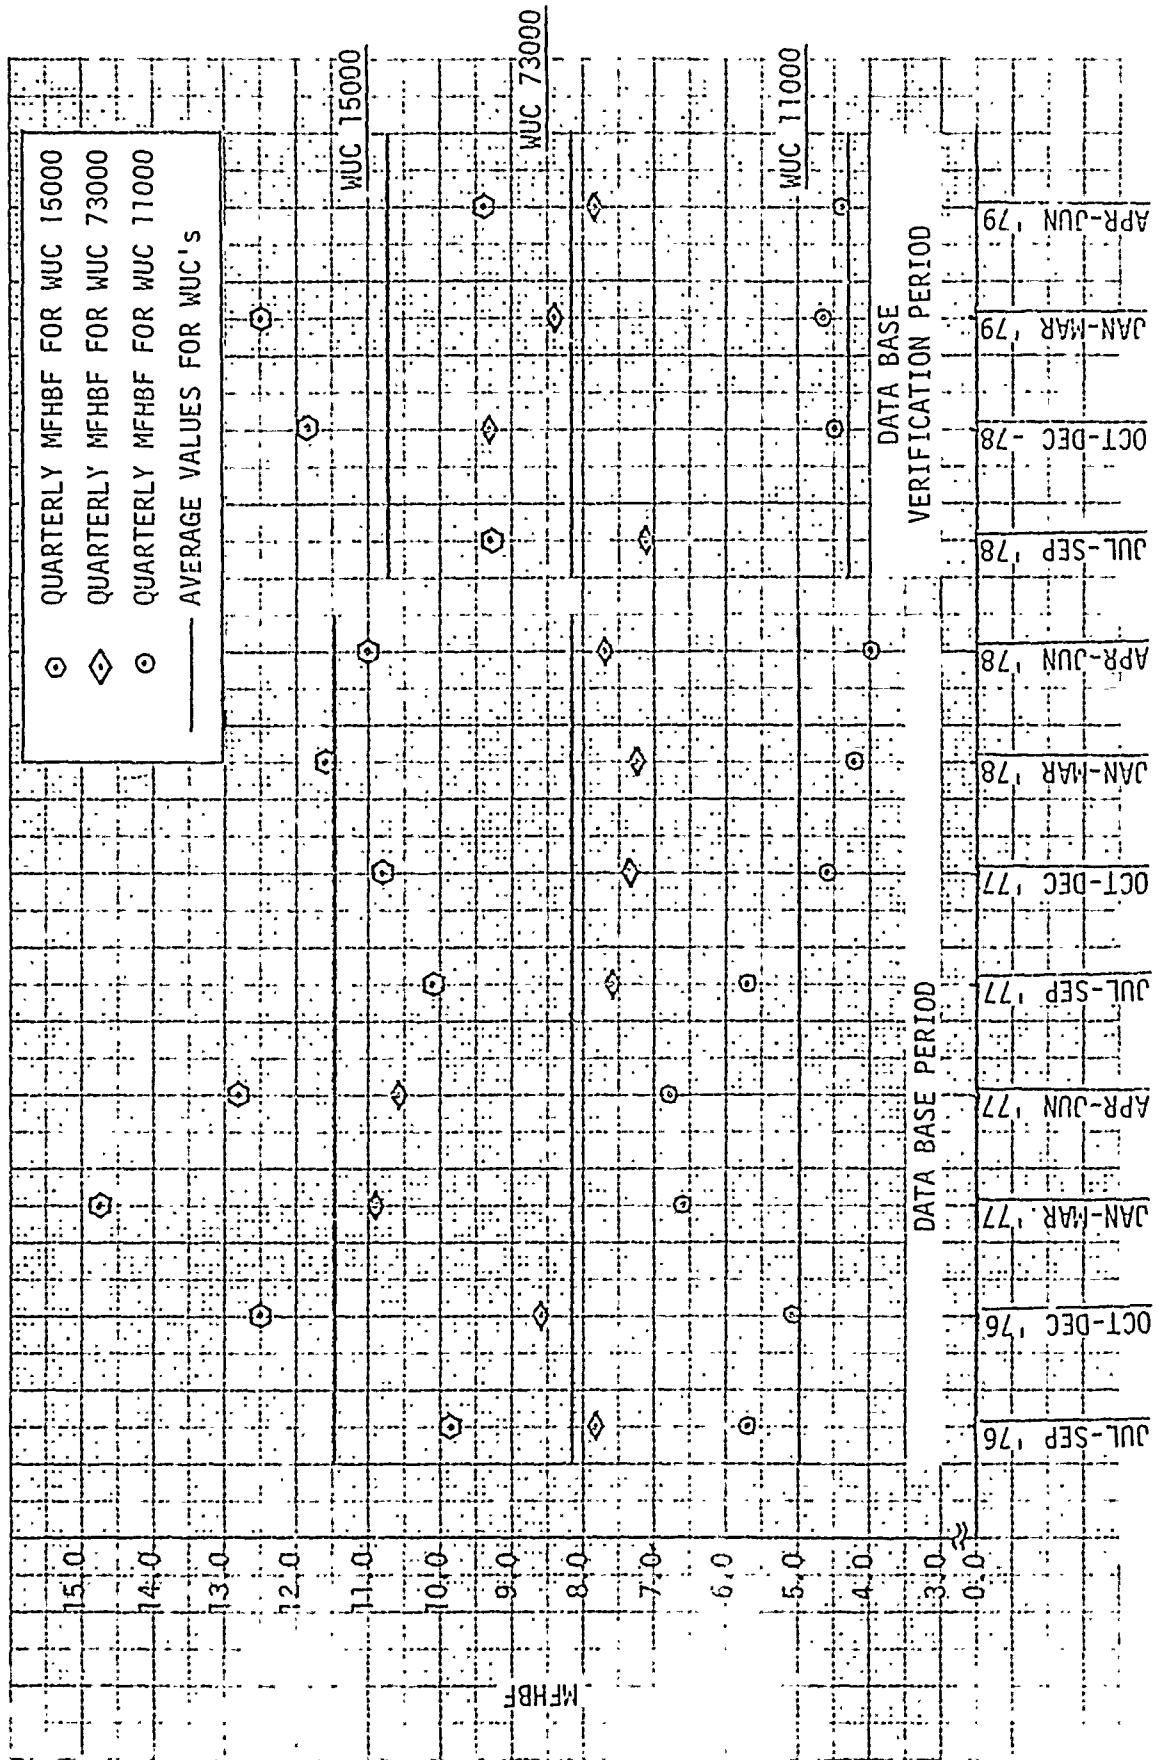 QUARTERLY MFHBF FOR WUC 15000
QUARTERLY MFHBF FOR WUC 73000
QUARTERLY MFHBF FOR WUC 11000
AVERAGE VALUES FOR WUC's
WUC 15000
WUC 73000
WUC 11000
MFHBF
15.0
14.0
13.0
12.0
11.0
10.0
9.0
8.0
7.0
6.0
5.0
4.0
3.0
0.0
DATA BASE PERIOD
DATA BASE
VERIFICATION PERIOD
JUL-SEP '76
OCT-DEC '76
JAN-MAR '77
APR-JUN '77
JUL-SEP '77
OCT-DEC '77
JAN-MAR '78
APR-JUN '78
JUL-SEP '78
OCT-DEC -78
JAN-MAR '79
APR-JUN '79